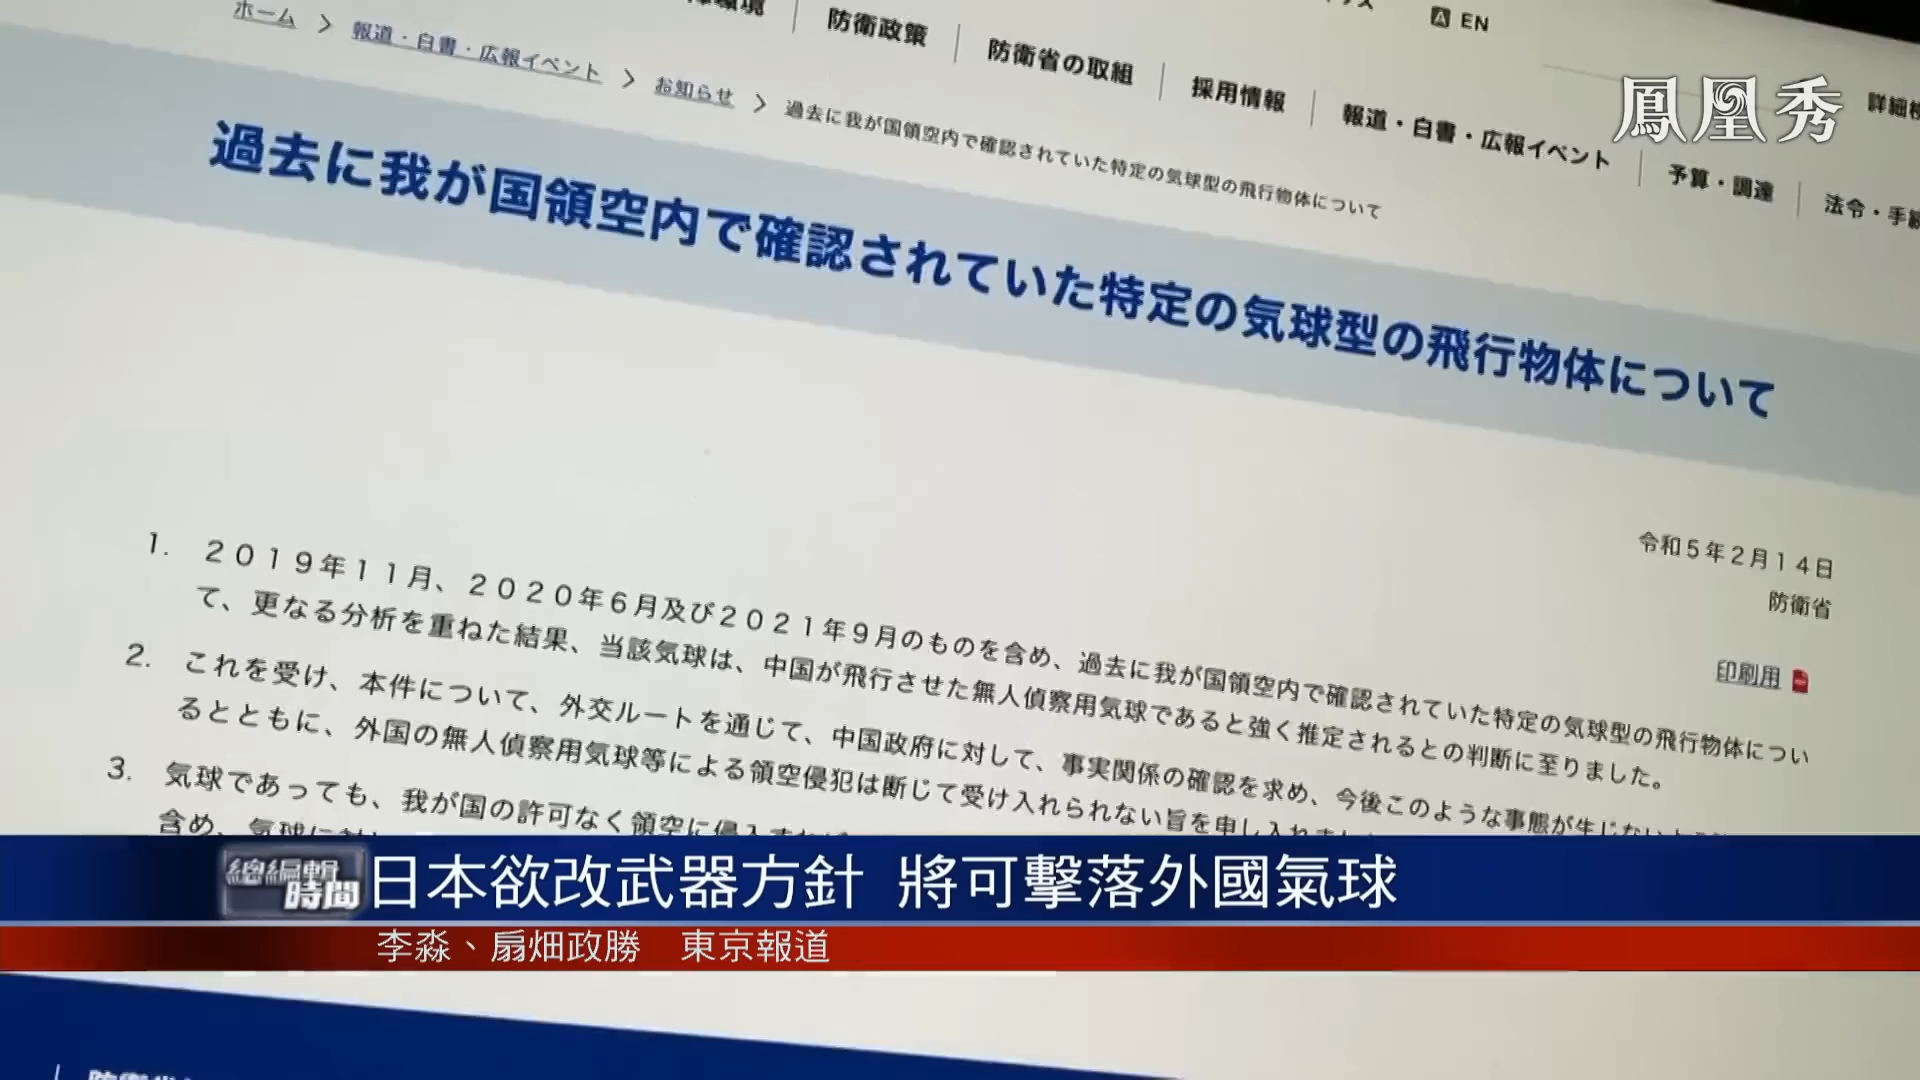 防衛政策
防衛省の取組
採用情報
報道・白書・広報イベント
予算・調達
法令・手続
EN
ホーム > 報道・白書・広報イベント > お知らせ > 過去に我が国領空内で確認されていた特定の気球型の飛行物体について
鳳凰秀
過去に我が国領空内で確認されていた特定の気球型の飛行物体について
令和5年2月14日
防衛省
印刷用
1. 2019年11月、2020年6月及び2021年9月のものを含め、過去に我が国領空内で確認されていた特定の気球型の飛行物体につい
て、更なる分析を重ねた結果、当該気球は、中国が飛行させた無人偵察用気球であると強く推定されるとの判断に至りました。
2. これを受け、本件について、外交ルートを通じて、中国政府に対して、事実関係の確認を求め、今後このような事態が生じない
るとともに、外国の無人偵察用気球等による領空侵犯は断じて受け入れられない旨を申し入れ
3. 気球であっても、我が国の許可なく領空に侵入すれば
含め、気球に対し
總編輯時間
日本欲改武器方針 將可擊落外國氣球
李淼、扇畑政勝 東京報道